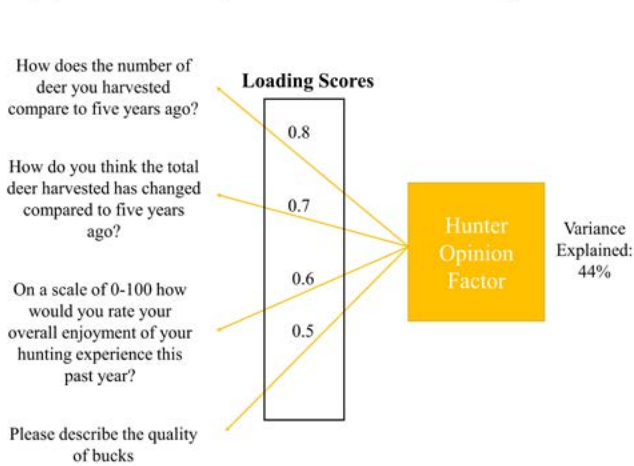 How does the number of
deer you harvested
compare to five years ago?
Loading Scores
0.8
How do you think the total
deer harvested has changed
compared to five years
ago?
0.7
Hunter
Opinion
Factor
Variance
Explained:
44%
On a scale of 0-100 how
would you rate your
overall enjoyment of your
hunting experience this
past year?
0.6
0.5
Please describe the quality
of bucks